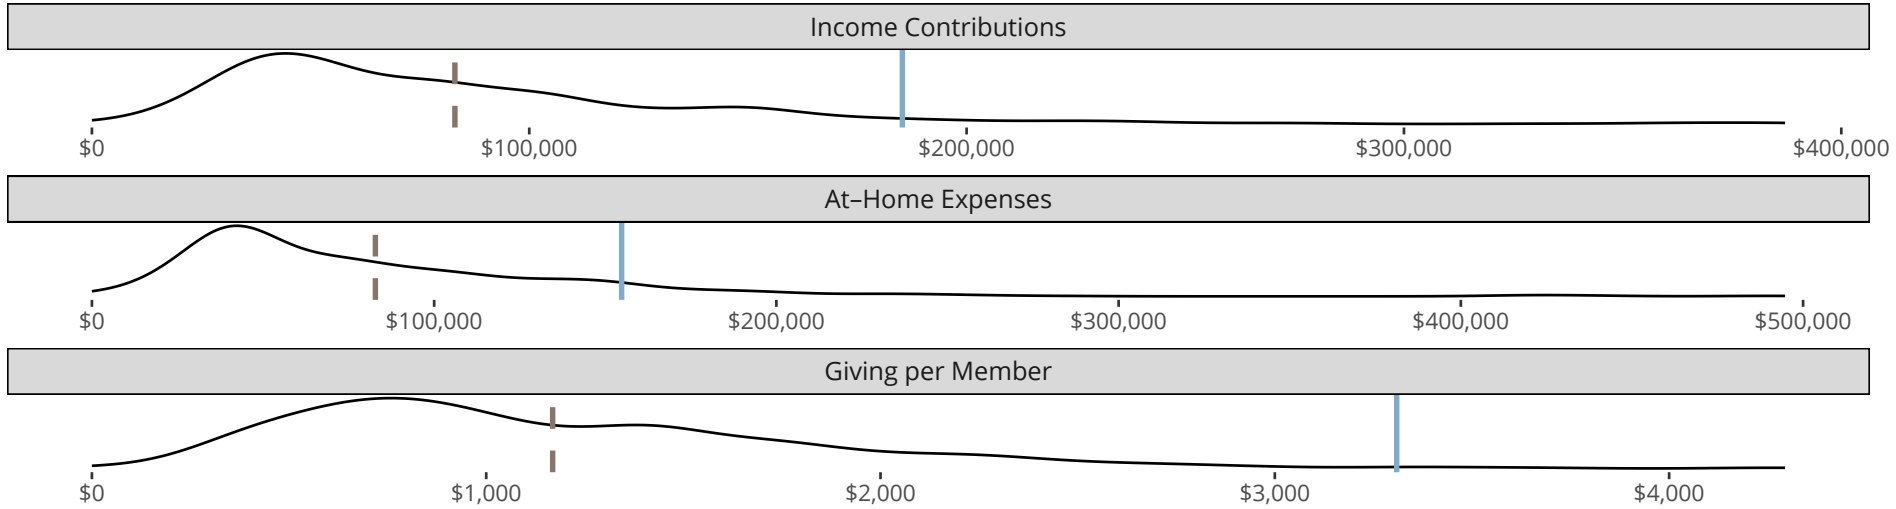 Income Contributions
$0 $100,000 $200,000 $300,000 $400,000
At–Home Expenses
$0 $100,000 $200,000 $300,000 $400,000 $500,000
Giving per Member
$0 $1,000 $2,000 $3,000 $4,000